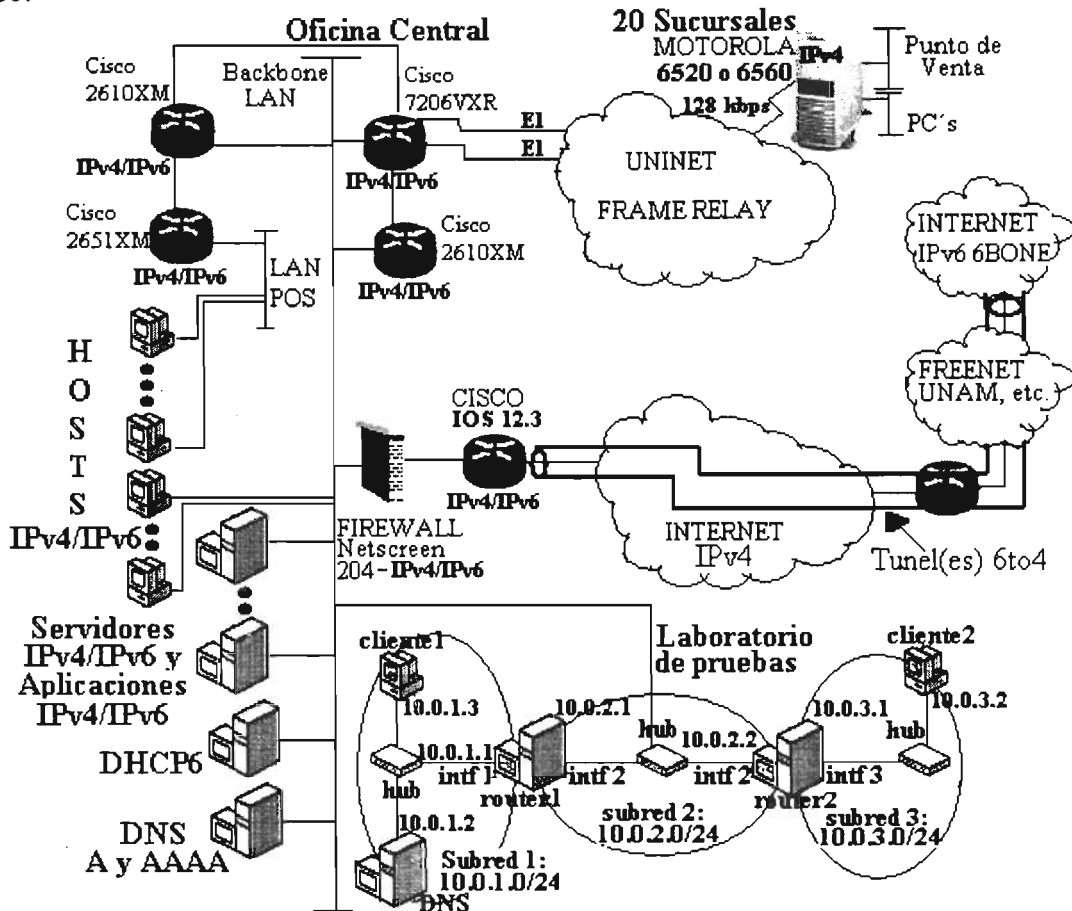 Oficina Central
20 Sucursales
MOTOROLA
6520 o 6560
IPv4
128 kbps
Punto de
Venta
PC´s
Cisco
2610XM
IPv4/IPv6
Backbone
LAN
Cisco
7206VXR
IPv4/IPv6
E1
E1
UNINET
FRAME RELAY
Cisco
2651XM
IPv4/IPv6
LAN
POS
Cisco
2610XM
IPv4/IPv6
INTERNET
IPv6 6BONE
FREENET
UNAM, etc.
HOSTS
IPv4/IPv6
CISCO
IOS 12.3
IPv4/IPv6
FIREWALL
Netscreen
204-IPv4/IPv6
INTERNET
IPv4
Tunel(es) 6to4
Servidores
IPv4/IPv6 y
Aplicaciones
IPv4/IPv6
DHCP6
DNS
A y AAAA
Laboratorio
de pruebas
cliente1
10.0.1.3
hub
10.0.1.1
intf 1
router1
10.0.2.1
intf 2
hub
10.0.2.2
intf 2
router2
10.0.3.1
intf 3
hub
cliente2
10.0.3.2
10.0.1.2
DNS
Subred 1:
10.0.1.0/24
subred 2:
10.0.2.0/24
subred 3:
10.0.3.0/24